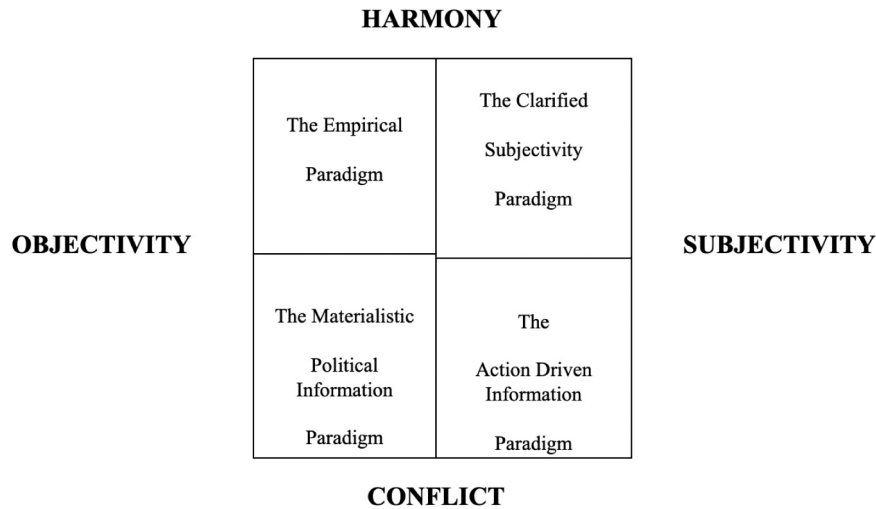 HARMONY
The Empirical
Paradigm
The Clarified
Subjectivity
Paradigm
OBJECTIVITY
SUBJECTIVITY
The Materialistic
Political
Information
Paradigm
The
Action Driven
Information
Paradigm
CONFLICT